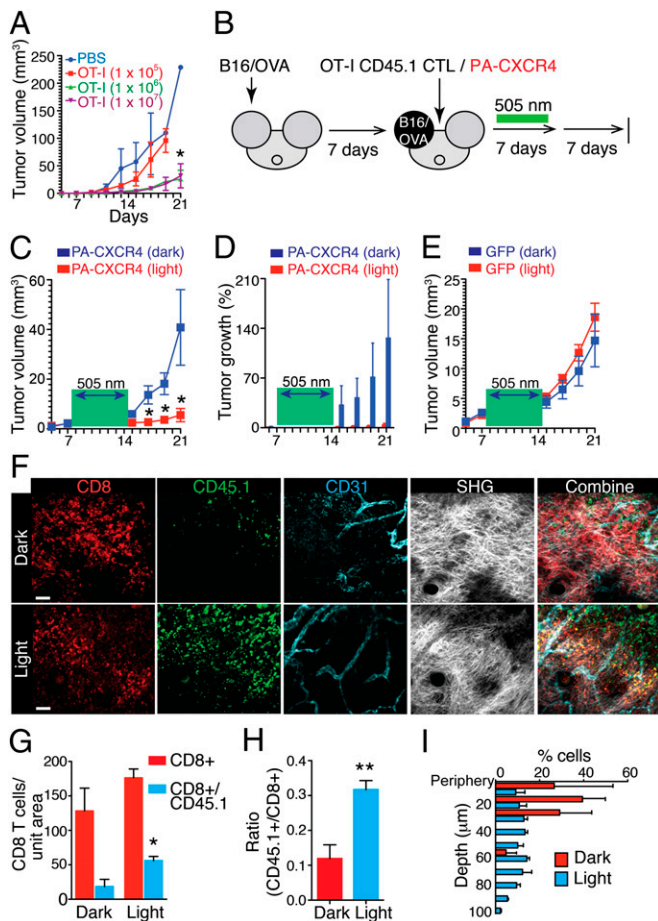 A
PBS
OT-I (1 x 10⁵)
OT-I (1 x 10⁶)
OT-I (1 x 10⁷)
Tumor volume (mm³)
250
200
150
100
50
0
*
7 14 21
Days
B
B16/OVA
OT-I CD45.1 CTL / PA-CXCR4
B16/
OVA
505 nm
7 days
7 days
7 days
C
PA-CXCR4 (dark)
PA-CXCR4 (light)
Tumor volume (mm³)
60
40
20
0
505 nm
* * *
7 14 21
D
PA-CXCR4 (dark)
PA-CXCR4 (light)
Tumor growth (%)
210
140
70
0
505 nm
7 14 21
E
GFP (dark)
GFP (light)
Tumor volume (mm³)
25
20
15
10
5
0
505 nm
7 14 21
F
CD8 CD45.1 CD31 SHG Combine
Dark
Light
G
CD8+
CD8+/
CD45.1
CD8 T cells/
unit area
200
150
100
50
0
*
Dark Light
H
Ratio
(CD45.1+/CD8+)
0.4
0.3
0.2
0.1
0
**
Dark Light
I
% cells
0 20 40 60
Periphery
20
40
60
80
100
Depth (µm)
Dark
Light